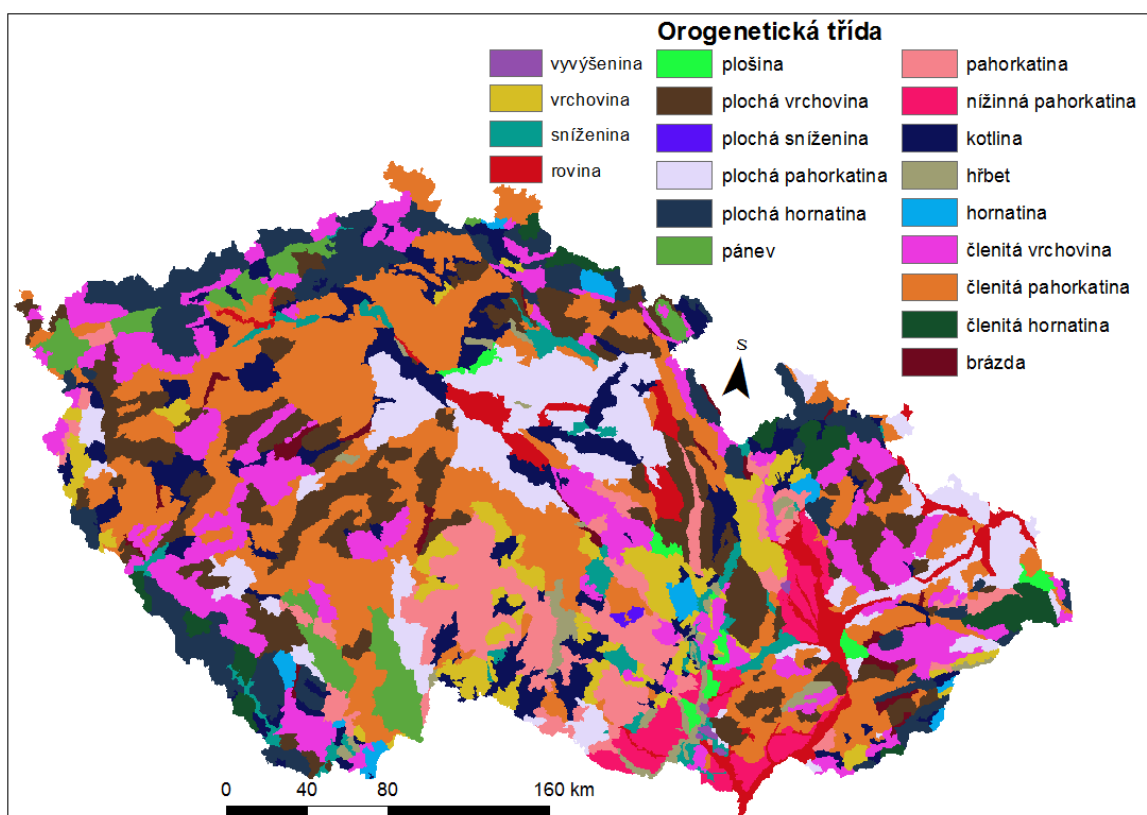 Orogenetická třída
vyvýšenina
vrchovina
sníženina
rovina
plošina
plochá vrchovina
plochá sníženina
plochá pahorkatina
plochá hornatina
pánev
pahorkatina
nížinná pahorkatina
kotlina
hřbet
hornatina
členitá vrchovina
členitá pahorkatina
členitá hornatina
brázda
S
0 40 80 160 km